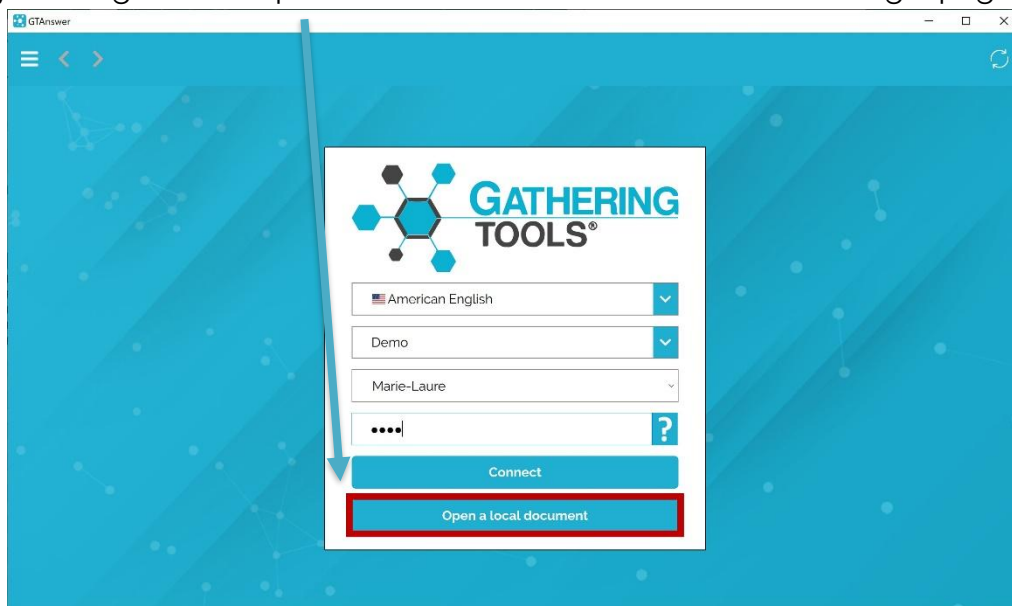 GTAnswer
GATHERING
TOOLS®
American English
Demo
Marie-Laure
••••
?
Connect
Open a local document